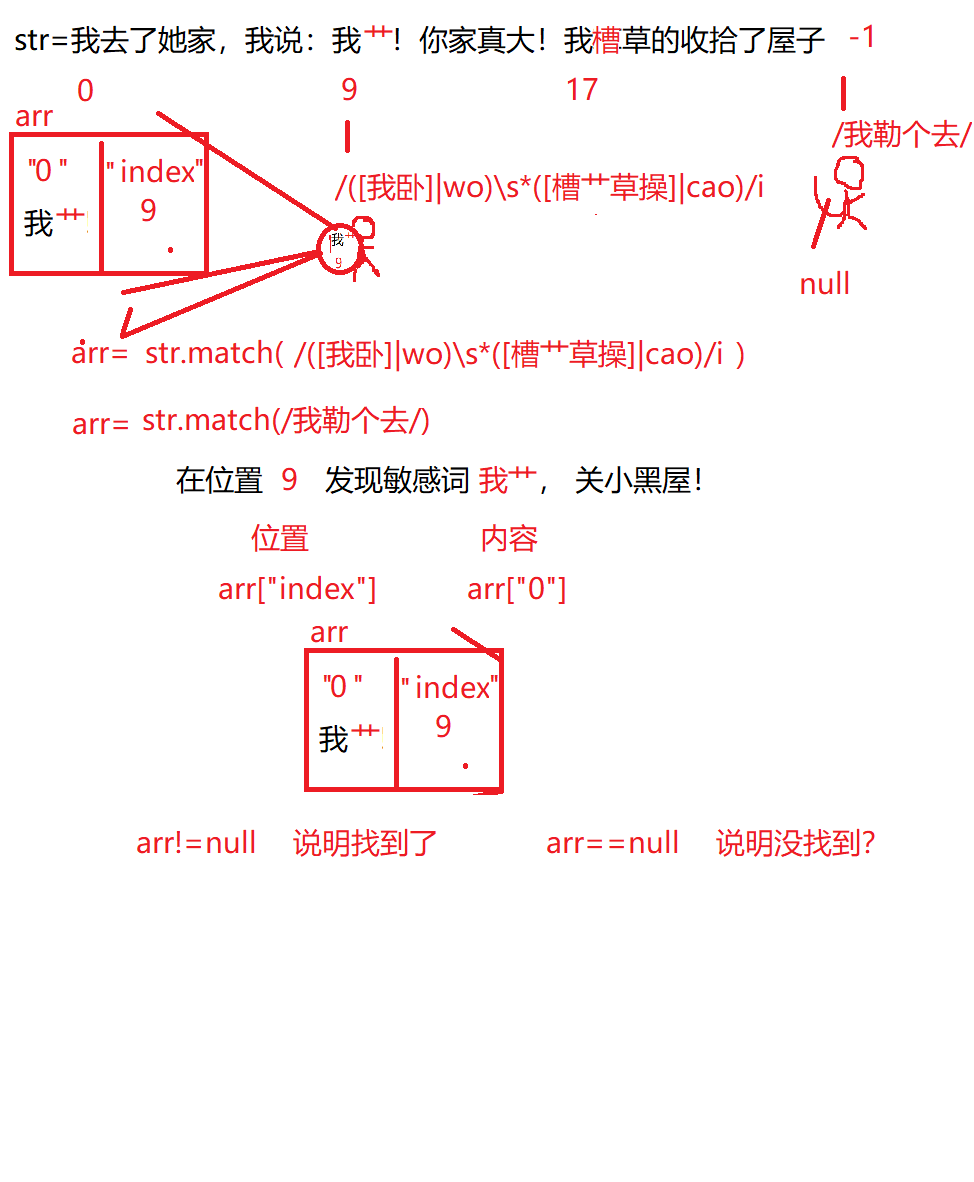 str=我去了她家，我说：我艹！你家真大！我槽草的收拾了屋子 -1
0 9 17
arr
/我勒个去/
"0" "index"
/([我卧]|wo)\s*([槽艹草操]|cao)/i
我艹! 9
我艹
9
null
arr= str.match( /([我卧]|wo)\s*([槽艹草操]|cao)/i )
arr= str.match(/我勒个去/)
在位置 9 发现敏感词 我艹， 关小黑屋！
位置 内容
arr["index"] arr["0"]
arr
"0" "index"
我艹! 9
arr!=null 说明找到了 arr==null 说明没找到?